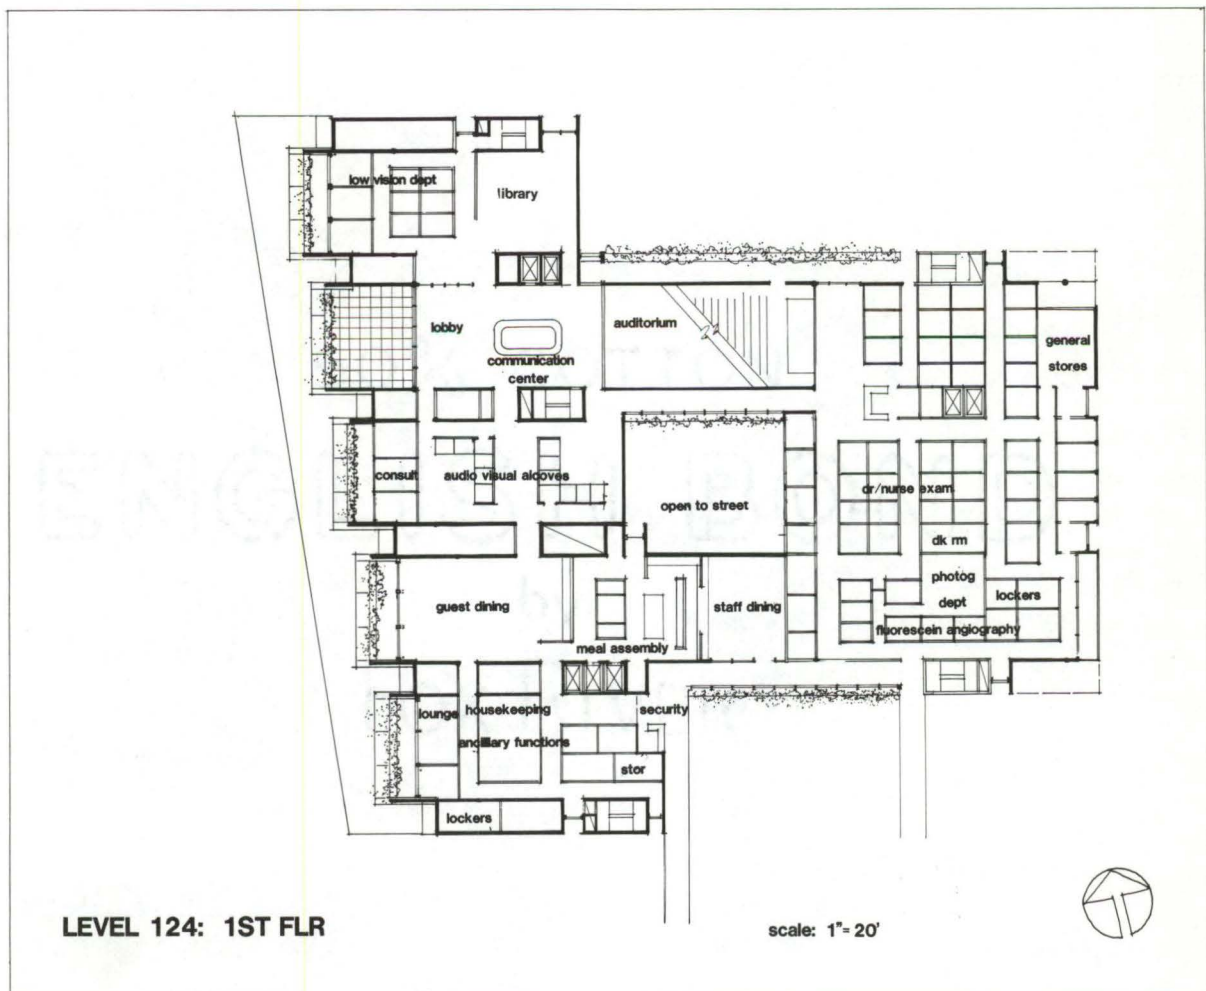 low vision dept
library
lobby
auditorium
communication
center
general
stores
consult
audio visual alcoves
open to street
dr/nurse exam
dk rm
photog
dept
lockers
fluorescein angiography
guest dining
staff dining
meal assembly
lounge
housekeeping
ancilliary functions
security
stor
lockers
LEVEL 124: 1ST FLR
scale: 1"= 20'